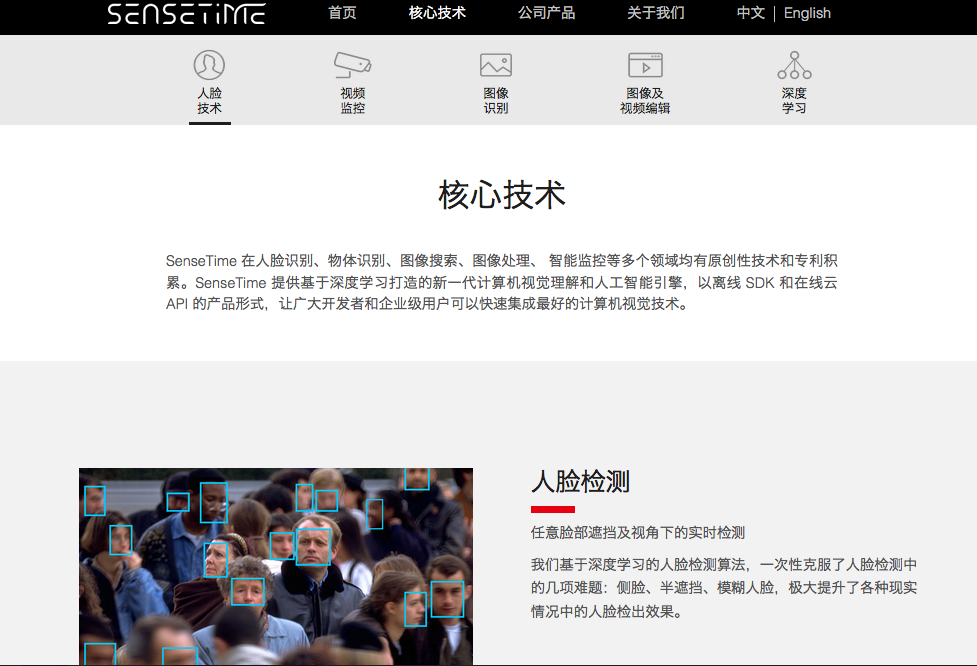 SENSETIME 首页 核心技术 公司产品 关于我们 中文 | English
人脸
技术
视频
监控
图像
识别
图像及
视频编辑
深度
学习
核心技术
SenseTime 在人脸识别、物体识别、图像搜索、图像处理、 智能监控等多个领域均有原创性技术和专利积
累。SenseTime 提供基于深度学习打造的新一代计算机视觉理解和人工智能引擎，以离线 SDK 和在线云
API 的产品形式，让广大开发者和企业级用户可以快速集成最好的计算机视觉技术。
人脸检测
任意脸部遮挡及视角下的实时检测
我们基于深度学习的人脸检测算法，一次性克服了人脸检测中
的几项难题：侧脸、半遮挡、模糊人脸，极大提升了各种现实
情况中的人脸检出效果。